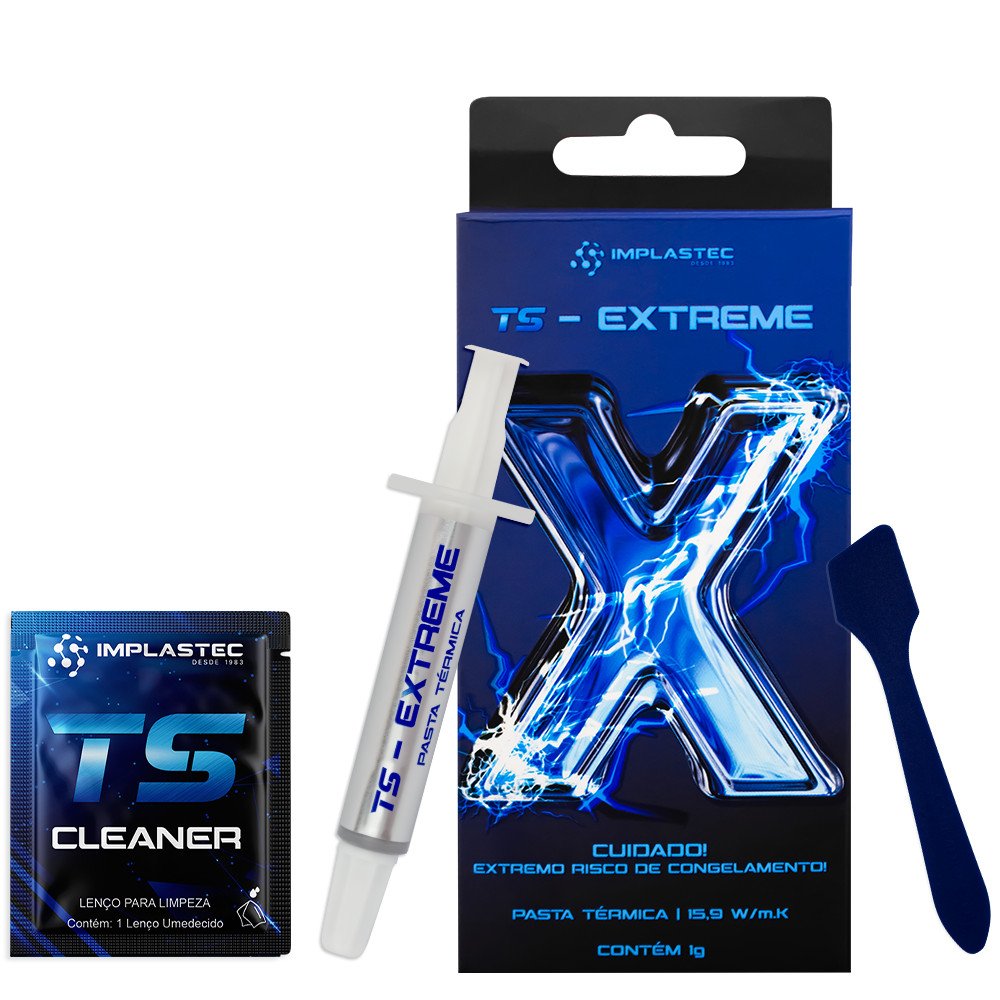 IMPLASTEC
DESDE 1983
TS - EXTREME
CUIDADO!
EXTREMO RISCO DE CONGELAMENTO!
PASTA TÉRMICA | 15,9 W/m.K
CONTÉM 1g
TS - EXTREME
PASTA TÉRMICA
IMPLASTEC
DESDE 1983
TS
CLEANER
LENÇO PARA LIMPEZA
Contém: 1 Lenço Umedecido